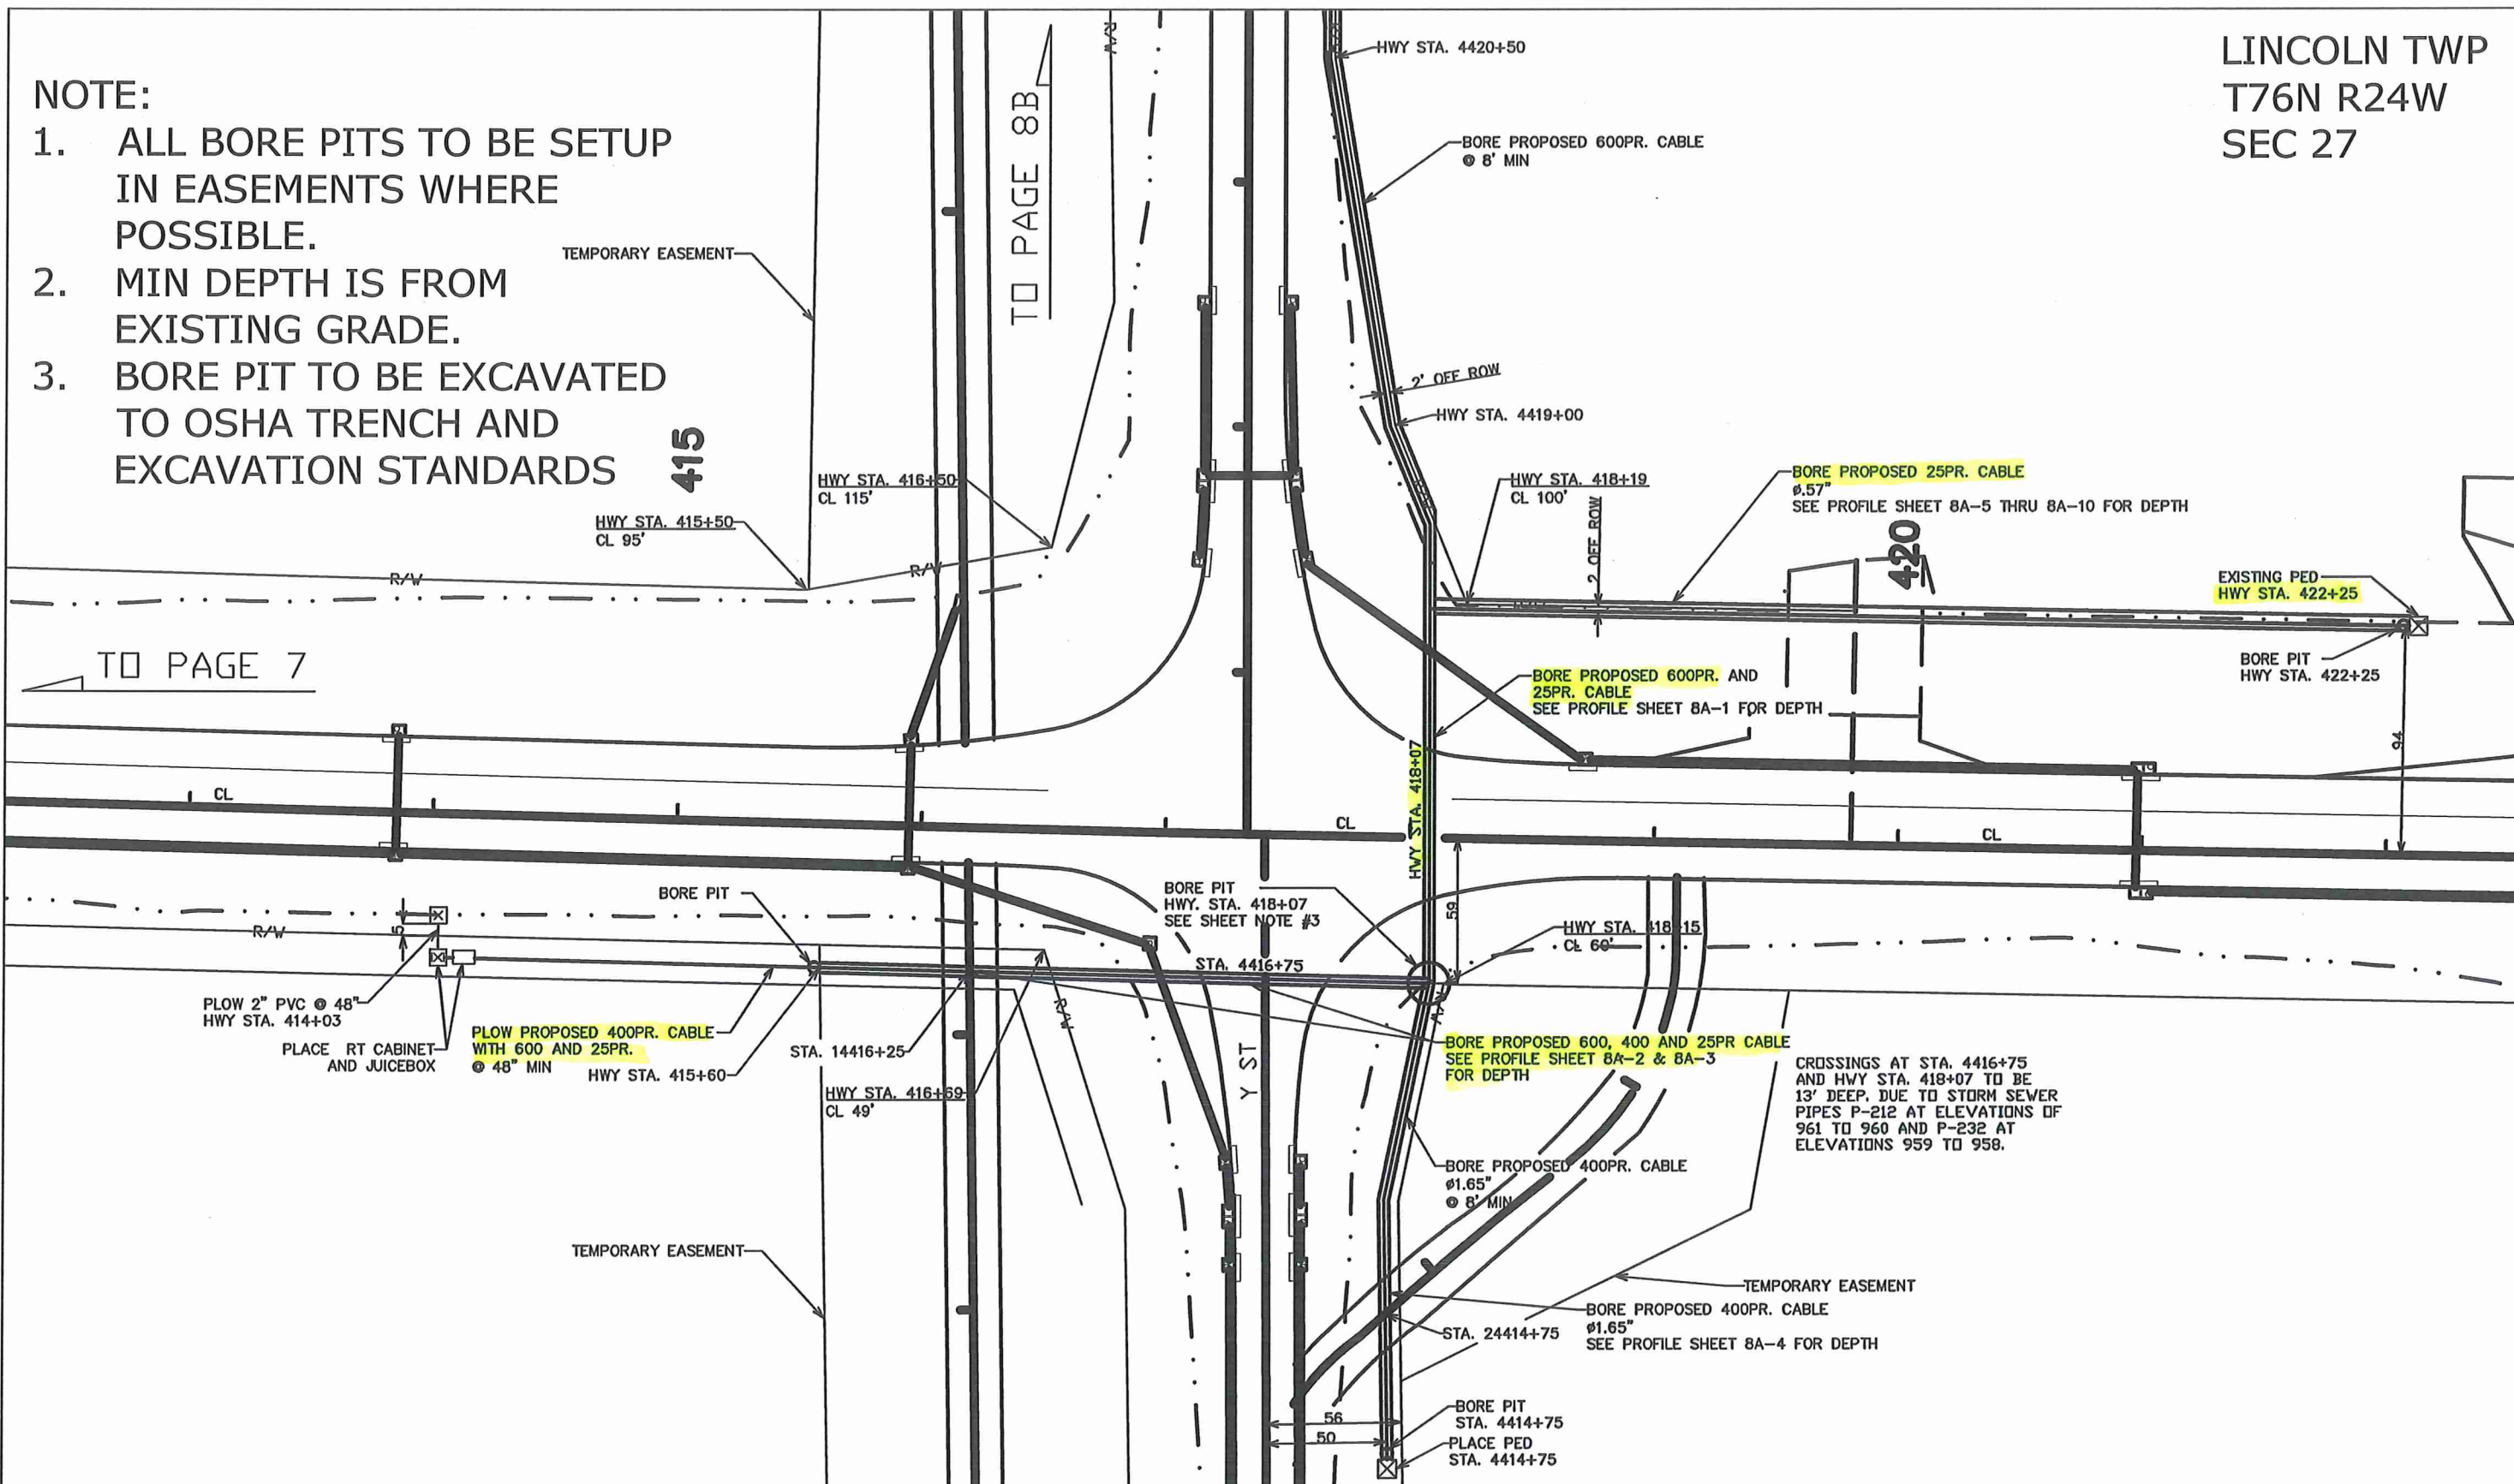 NOTE:
1. ALL BORE PITS TO BE SETUP
IN EASEMENTS WHERE
POSSIBLE.
2. MIN DEPTH IS FROM
EXISTING GRADE.
3. BORE PIT TO BE EXCAVATED
TO OSHA TRENCH AND
EXCAVATION STANDARDS
LINCOLN TWP
T76N R24W
SEC 27
TO PAGE 8B
R/W
HWY STA. 4420+50
BORE PROPOSED 600PR. CABLE
@ 8' MIN
TEMPORARY EASEMENT
2' OFF ROW
HWY STA. 4419+00
415
HWY STA. 416+50
CL 115'
HWY STA. 415+50
CL 95'
HWY STA. 418+19
CL 100'
2 OFF ROW
BORE PROPOSED 25PR. CABLE
ø.57"
SEE PROFILE SHEET 8A-5 THRU 8A-10 FOR DEPTH
420
EXISTING PED
HWY STA. 422+25
BORE PIT
HWY STA. 422+25
R/W
R/W
TO PAGE 7
BORE PROPOSED 600PR. AND
25PR. CABLE
SEE PROFILE SHEET 8A-1 FOR DEPTH
HWY STA. 418+07
94
CL
CL
CL
BORE PIT
BORE PIT
HWY. STA. 418+07
SEE SHEET NOTE #3
59
HWY STA. 418+15
CL 60'
R/W
5
STA. 4416+75
PLOW 2" PVC @ 48"
HWY STA. 414+03
PLACE RT CABINET
AND JUICEBOX
PLOW PROPOSED 400PR. CABLE
WITH 600 AND 25PR.
@ 48" MIN
HWY STA. 415+60
STA. 14416+25
HWY STA. 416+69
CL 49'
R/W
Y ST
BORE PROPOSED 600, 400 AND 25PR CABLE
SEE PROFILE SHEET 8A-2 & 8A-3
FOR DEPTH
CROSSINGS AT STA. 4416+75
AND HWY STA. 418+07 TO BE
13' DEEP. DUE TO STORM SEWER
PIPES P-212 AT ELEVATIONS OF
961 TO 960 AND P-232 AT
ELEVATIONS 959 TO 958.
BORE PROPOSED 400PR. CABLE
ø1.65"
@ 8' MIN
TEMPORARY EASEMENT
TEMPORARY EASEMENT
BORE PROPOSED 400PR. CABLE
ø1.65"
SEE PROFILE SHEET 8A-4 FOR DEPTH
STA. 24414+75
56
50
BORE PIT
STA. 4414+75
PLACE PED
STA. 4414+75